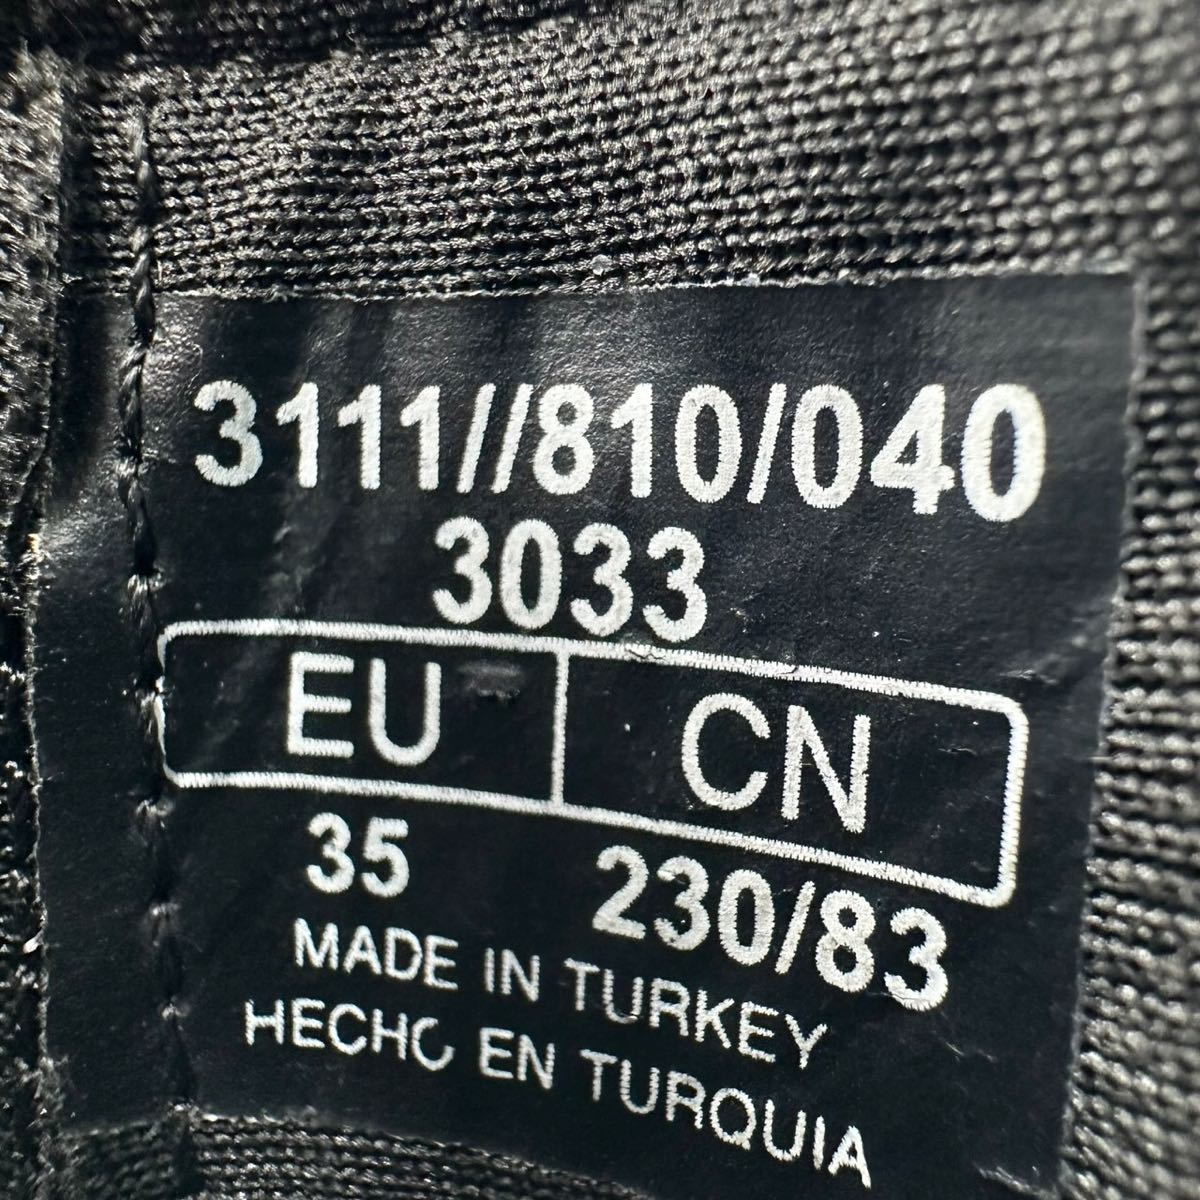 3111//810/040
3033
EU CN
35 230/83
MADE IN TURKEY
HECHO EN TURQUIA